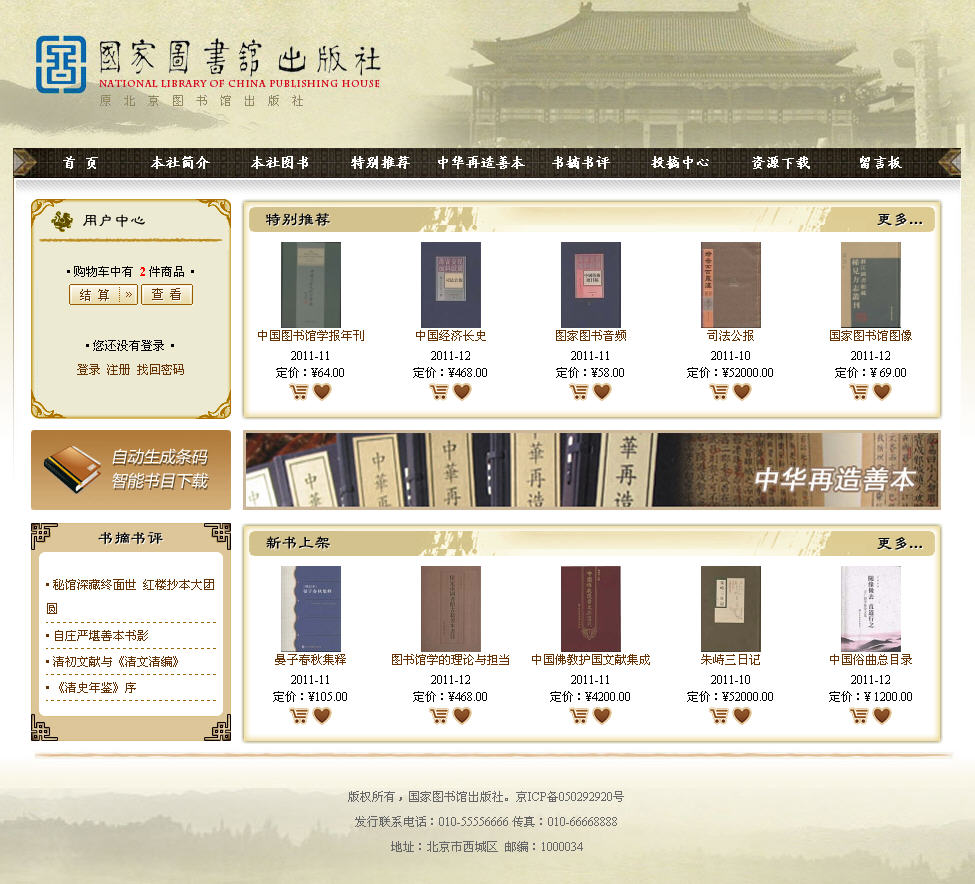 國家圖書館出版社
NATIONAL LIBRARY OF CHINA PUBLISHING HOUSE
原北京图书馆出版社
首 页 本社简介 本社图书 特别推荐 中华再造善本 书摘书评 投搞中心 资源下载 留言板
用户中心
• 购物车中有 2 件商品 •
结 算 » 查 看
• 您还没有登录 •
登录 注册 找回密码
特别推荐 更多...
中国图书馆学报年刊 中国经济长史 图家图书音频 司法公报 国家图书馆图像
2011-11 2011-12 2011-11 2011-10 2011-12
定价：¥64.00 定价：¥468.00 定价：¥58.00 定价：¥52000.00 定价：¥ 69.00
自动生成条码
智能书目下载
中华再造善本
书摘书评
• 秘馆深藏终面世 红楼抄本大团
圆
• 自庄严堪善本书影
• 清初文献与《清文清编》
• 《清史年鉴》序
新书上架 更多...
晏子春秋集释 图书馆学的理论与担当 中国佛教护国文献集成 朱峙三日记 中国俗曲总目录
2011-11 2011-12 2011-11 2011-10 2011-12
定价：¥105.00 定价：¥468.00 定价：¥4200.00 定价：¥52000.00 定价：¥ 1200.00
版权所有，国家图书馆出版社。京ICP备050292920号
发行联系电话：010-55556666 传真：010-66668888
地址：北京市西城区 邮编：1000034